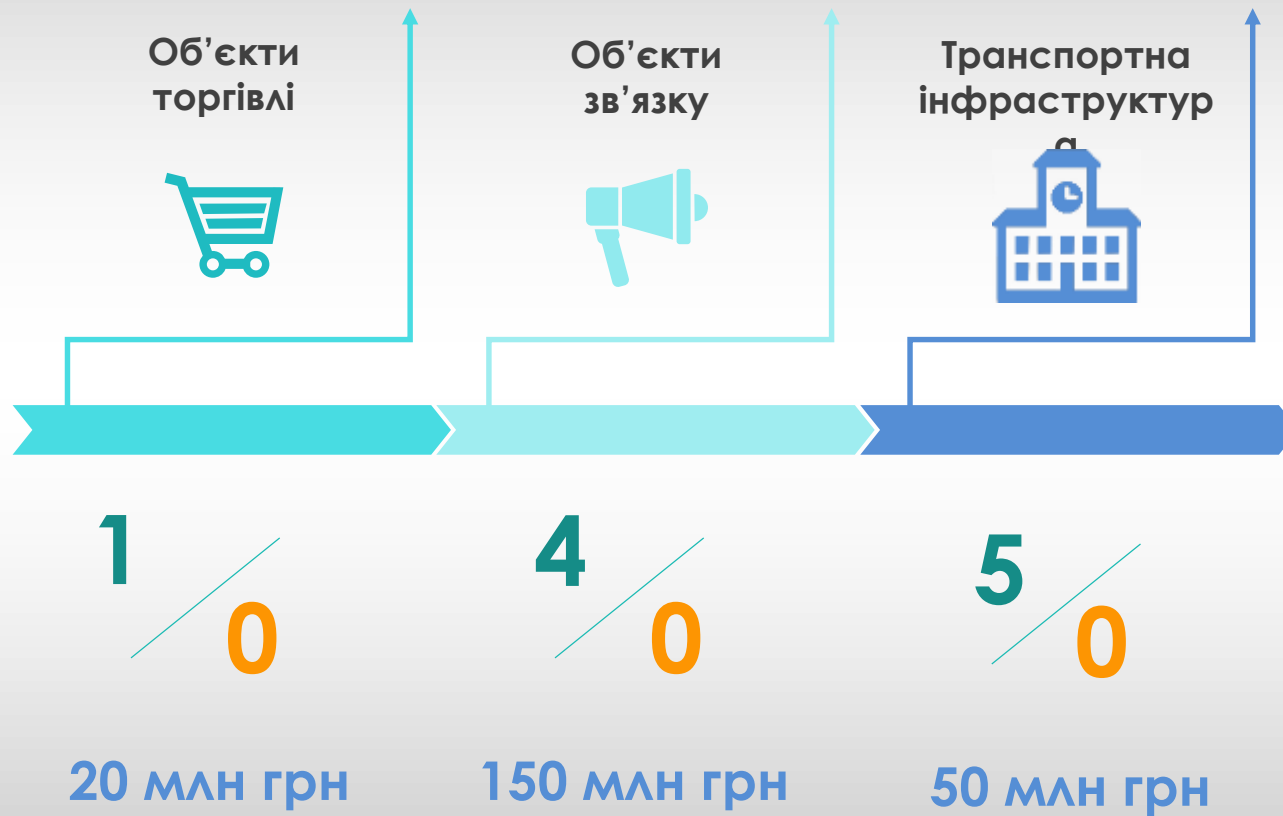 Об’єкти
торгівлі
Об’єкти
зв’язку
Транспортна
інфраструктур
а
1
0
4
0
5
0
20 млн грн
150 млн грн
50 млн грн